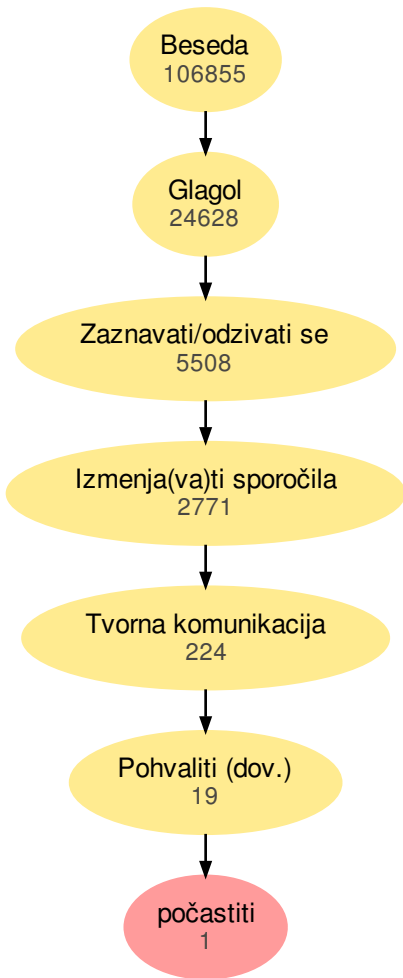 Beseda
106855
Glagol
24628
Zaznavati/odzivati se
5508
Izmenja(va)ti sporočila
2771
Tvorna komunikacija
224
Pohvaliti (dov.)
19
počastiti
1